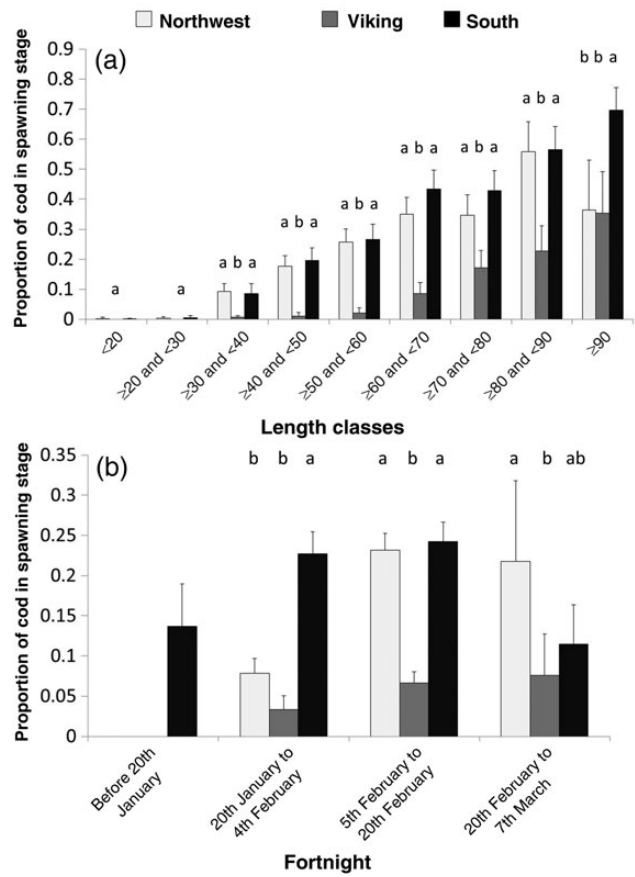 Northwest Viking South
(a)
Proportion of cod in spawning stage
0.9
0.8
0.7
0.6
0.5
0.4
0.3
0.2
0.1
0
a
a
a b a
a b a
a b a
a b a
a b a
a b a
b b a
<20
≥20 and <30
≥30 and <40
≥40 and <50
≥50 and <60
≥60 and <70
≥70 and <80
≥80 and <90
≥90
Length classes
(b)
Proportion of cod in spawning stage
0.35
0.3
0.25
0.2
0.15
0.1
0.05
0
b b a
a b a
a b ab
Before 20th
January
20th January to
4th February
5th February to
20th February
20th February to
7th March
Fortnight